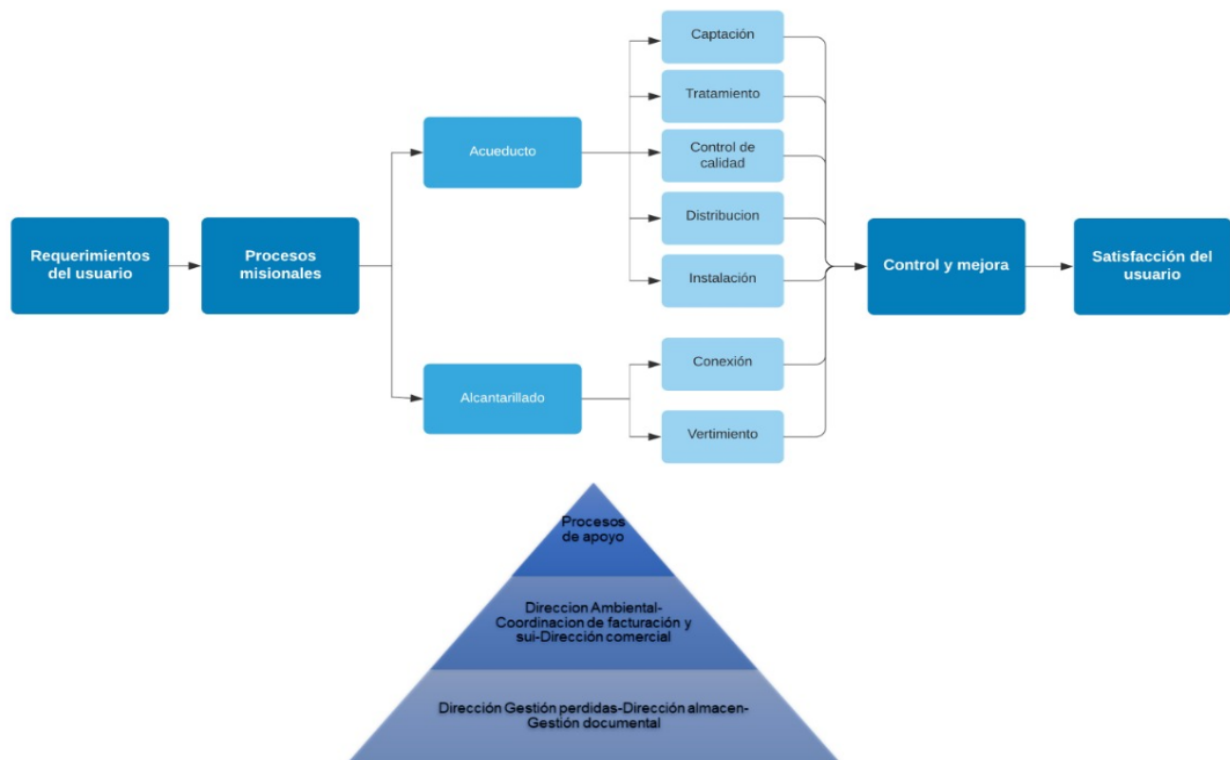 Captación
Tratamiento
Acueducto
Control de
calidad
Distribucion
Requerimientos
del usuario
Procesos
misionales
Instalación
Control y mejora
Satisfacción del
usuario
Conexión
Alcantarillado
Vertimiento
Procesos
de apoyo
Direccion Ambiental-
Coordinacion de facturación y
sui-Dirección comercial
Dirección Gestión perdidas-Dirección almacen-
Gestión documental